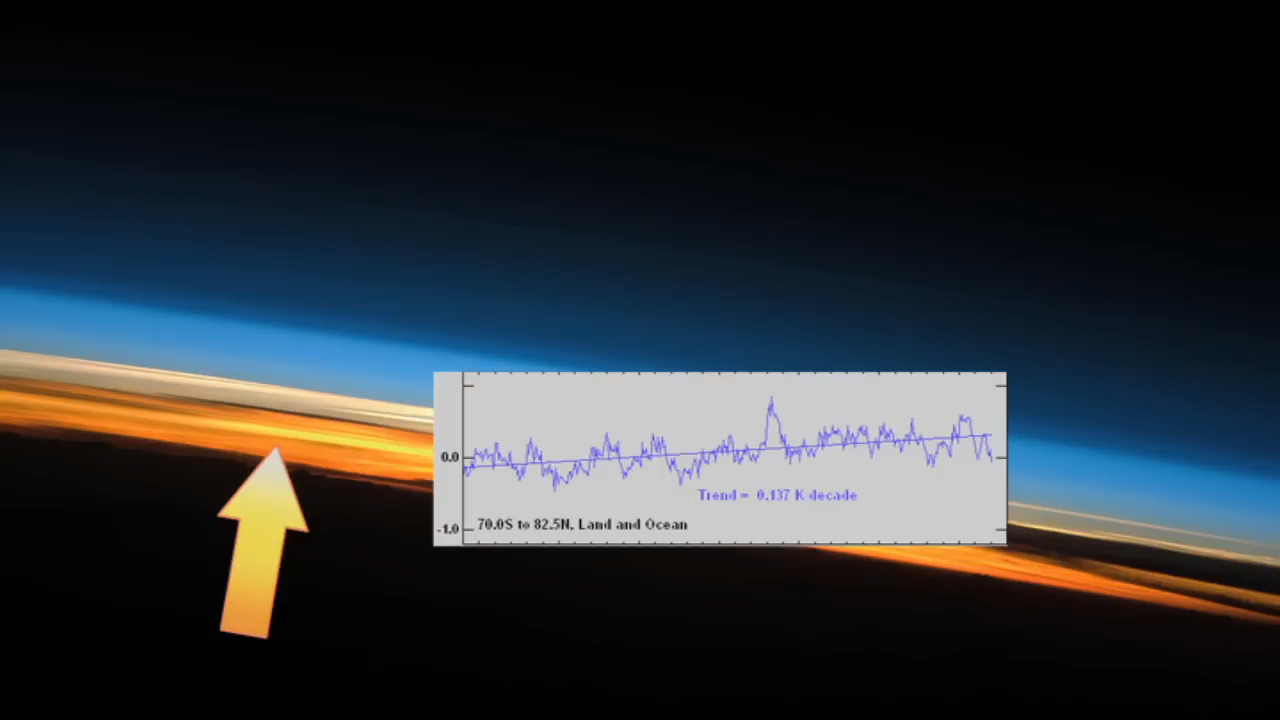 0.0
Trend = 0.137 K decade
-1.0
70.0S to 82.5N, Land and Ocean